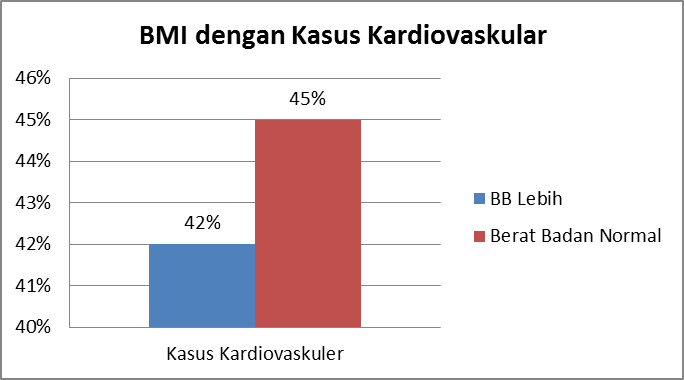 BMI dengan Kasus Kardiovaskular
46%
45%
44%
43%
42%
41%
40%
42%
45%
Kasus Kardiovaskuler
BB Lebih
Berat Badan Normal